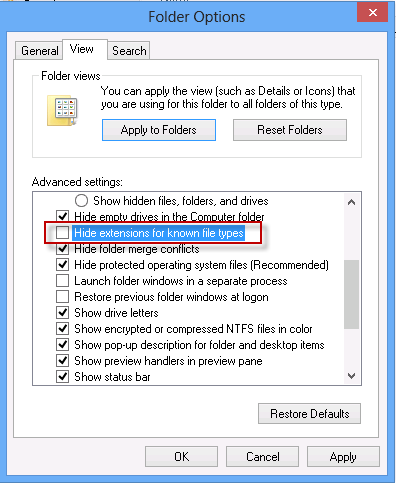 Folder Options
General View Search
Folder views
You can apply the view (such as Details or Icons) that
you are using for this folder to all folders of this type.
Apply to Folders Reset Folders
Advanced settings:
Show hidden files, folders, and drives
Hide empty drives in the Computer folder
Hide extensions for known file types
Hide folder merge conflicts
Hide protected operating system files (Recommended)
Launch folder windows in a separate process
Restore previous folder windows at logon
Show drive letters
Show encrypted or compressed NTFS files in color
Show pop-up description for folder and desktop items
Show preview handlers in preview pane
Show status bar
Restore Defaults
OK Cancel Apply